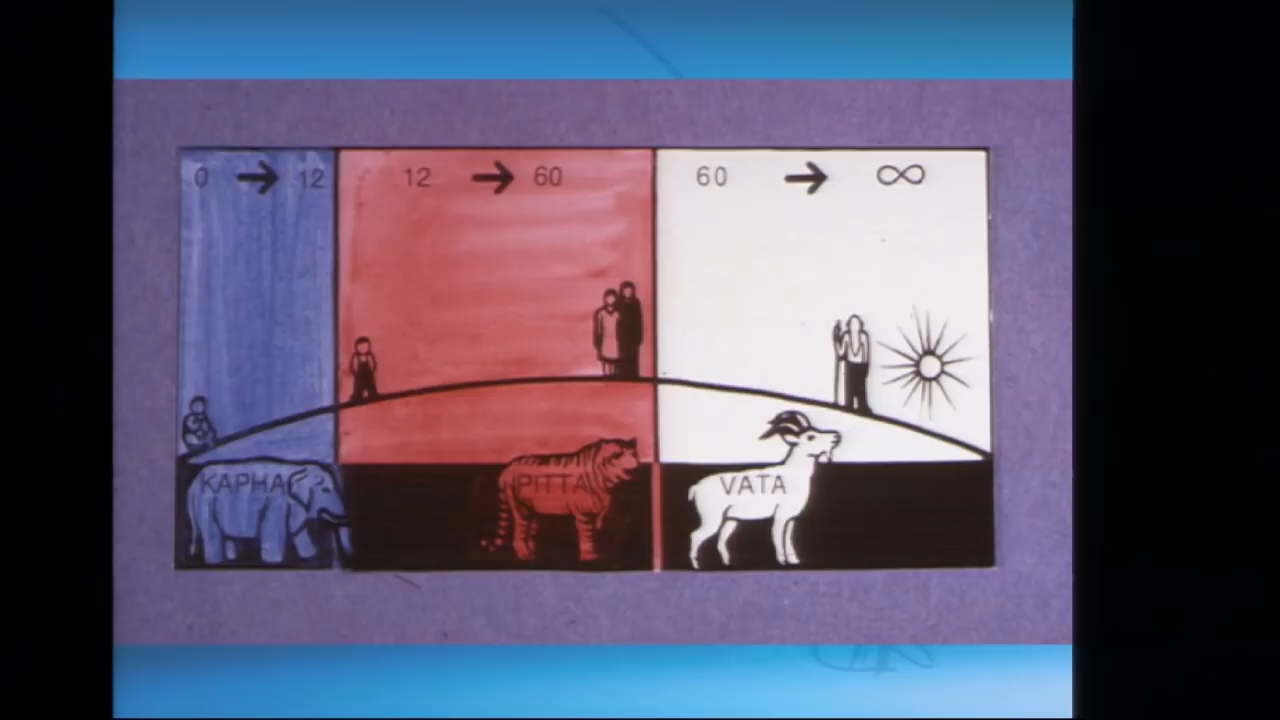 0 → 12
12 → 60
60 → ∞
KAPHA
PITTA
VATA